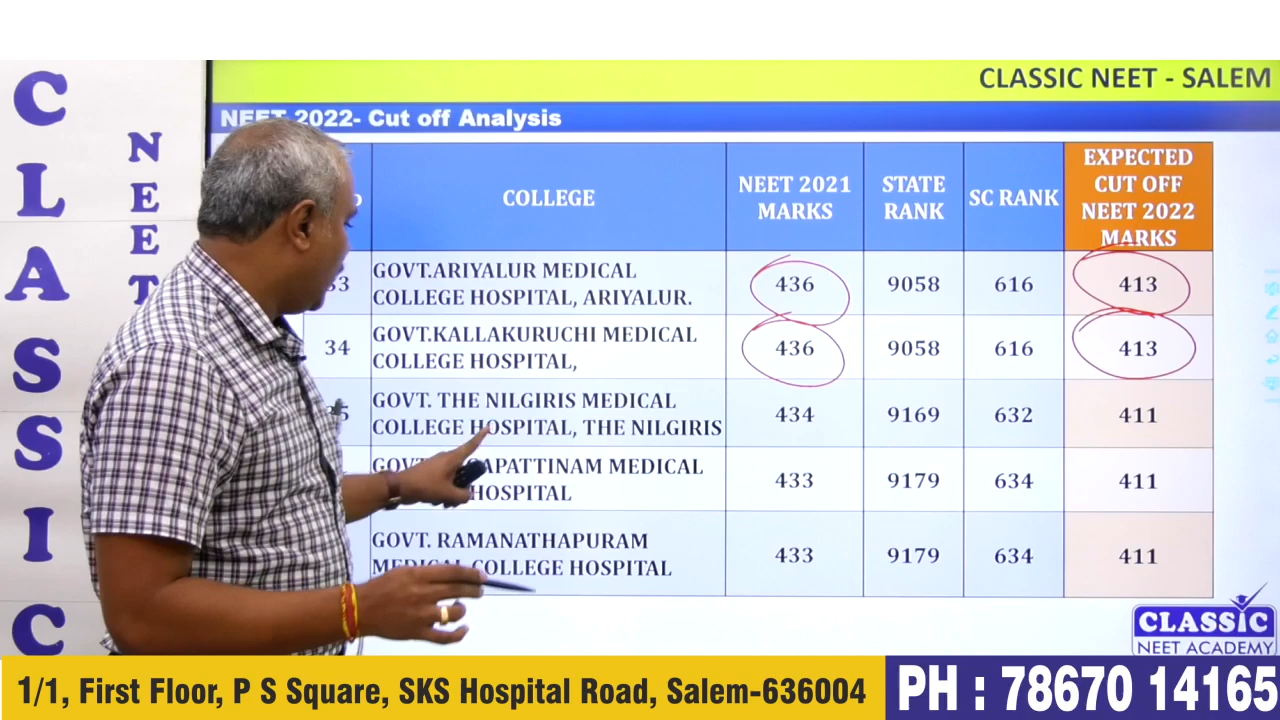 CLASSIC
NEET
CLASSIC NEET - SALEM
NEET 2022- Cut off Analysis
COLLEGE
NEET 2021
MARKS
STATE
RANK
SC RANK
EXPECTED
CUT OFF
NEET 2022
MARKS
GOVT.ARIYALUR MEDICAL
COLLEGE HOSPITAL, ARIYALUR.
436
9058
616
413
34
GOVT.KALLAKURUCHI MEDICAL
COLLEGE HOSPITAL,
436
9058
616
413
GOVT. THE NILGIRIS MEDICAL
COLLEGE HOSPITAL, THE NILGIRIS
434
9169
632
411
MEDICAL
HOSPITAL
433
9179
634
411
GOVT. RAMANATHAPURAM
MEDICAL COLLEGE HOSPITAL
433
9179
634
411
CLASSIC
NEET ACADEMY
1/1, First Floor, P S Square, SKS Hospital Road, Salem-636004
PH : 78670 14165